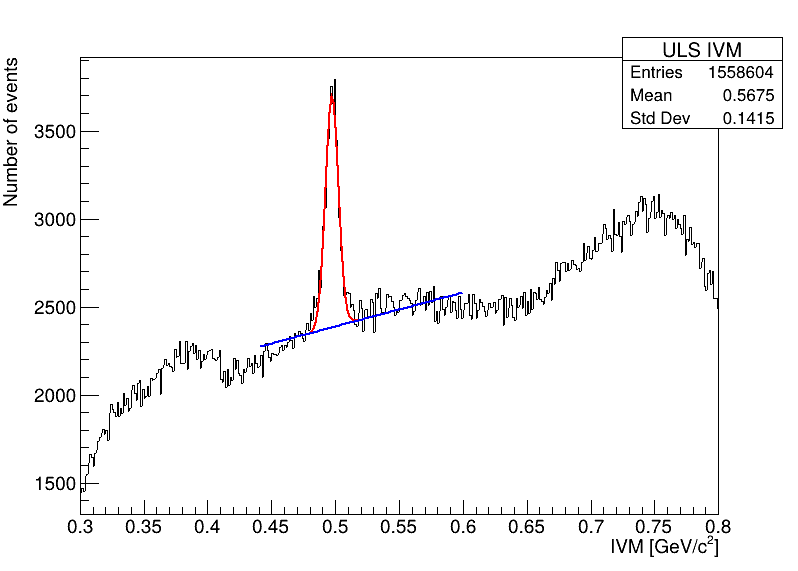 ULS IVM
Entries 1558604
Mean 0.5675
Std Dev 0.1415
Number of events
3500
3000
2500
2000
1500
0.3 0.35 0.4 0.45 0.5 0.55 0.6 0.65 0.7 0.75 0.8
IVM [GeV/c²]